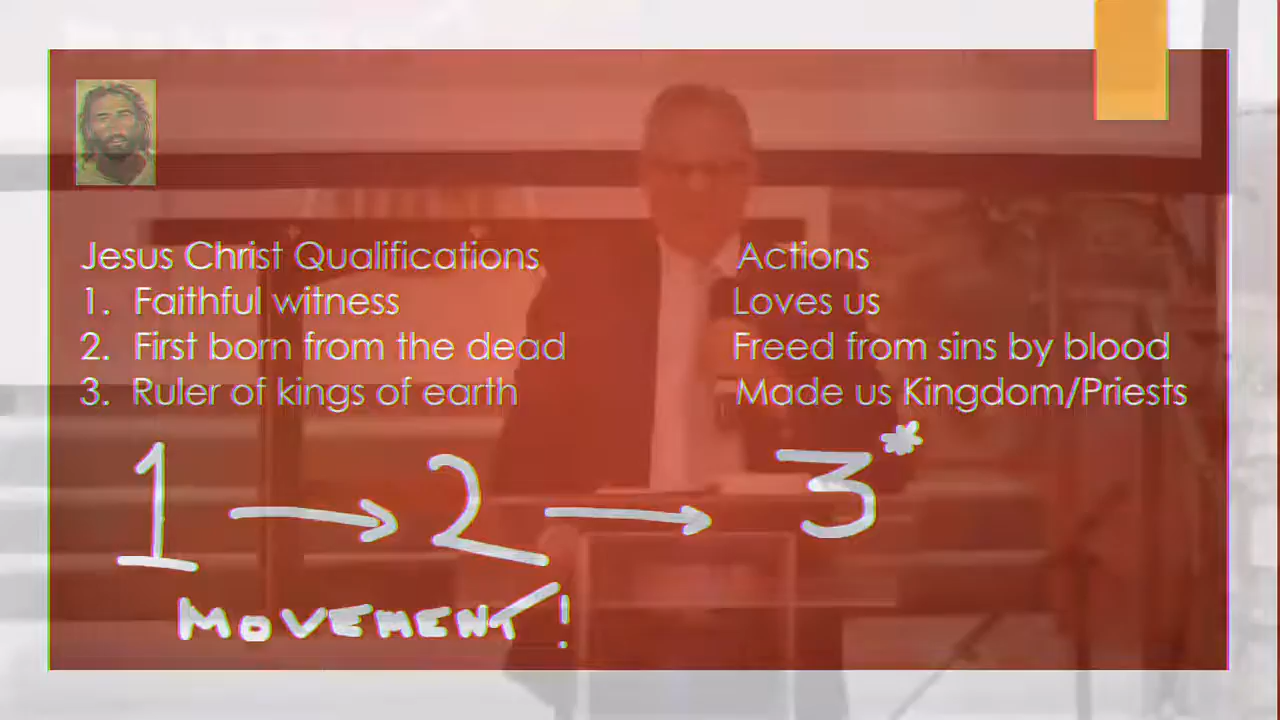 Jesus Christ Qualifications Actions
1. Faithful witness Loves us
2. First born from the dead Freed from sins by blood
3. Ruler of kings of earth Made us Kingdom/Priests
1 → 2 → 3*
MOVEMENT!